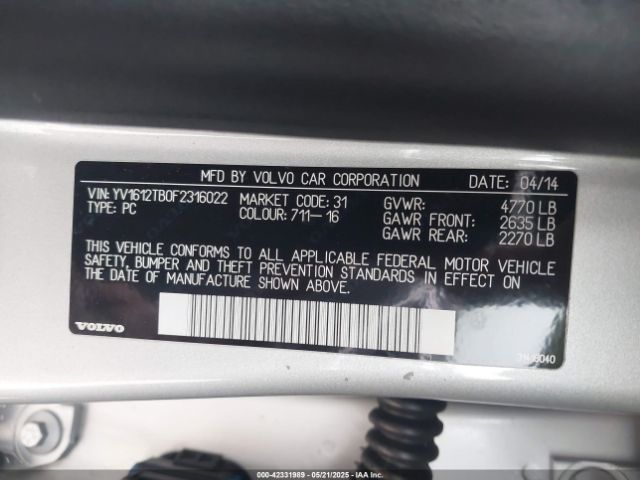 MFD BY VOLVO CAR CORPORATION DATE: 04/14
VIN: YV1612TB0F2316022 MARKET CODE: 31 GVWR: 4770 LB
TYPE: PC COLOUR: 711-16 GAWR FRONT: 2635 LB
GAWR REAR: 2270 LB
THIS VEHICLE CONFORMS TO ALL APPLICABLE FEDERAL MOTOR VEHICLE
SAFETY, BUMPER AND THEFT PREVENTION STANDARDS IN EFFECT ON
THE DATE OF MANUFACTURE SHOWN ABOVE.
VOLVO
000-42331989 - 05/21/2025 - IAA Inc.